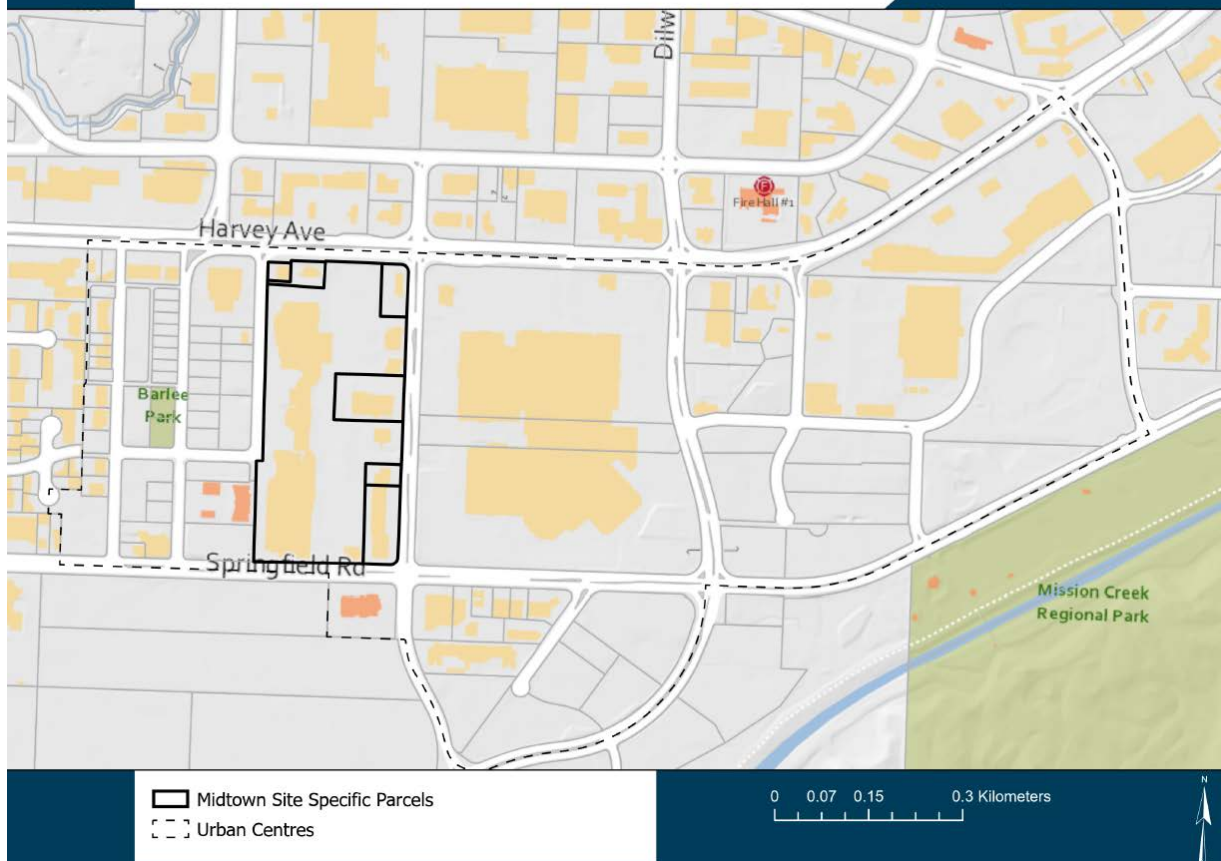 Dilw
Fire Hall #1
Harvey Ave
Barlee
Park
Springfield Rd
Mission Creek
Regional Park
Midtown Site Specific Parcels
Urban Centres
0 0.07 0.15 0.3 Kilometers
N